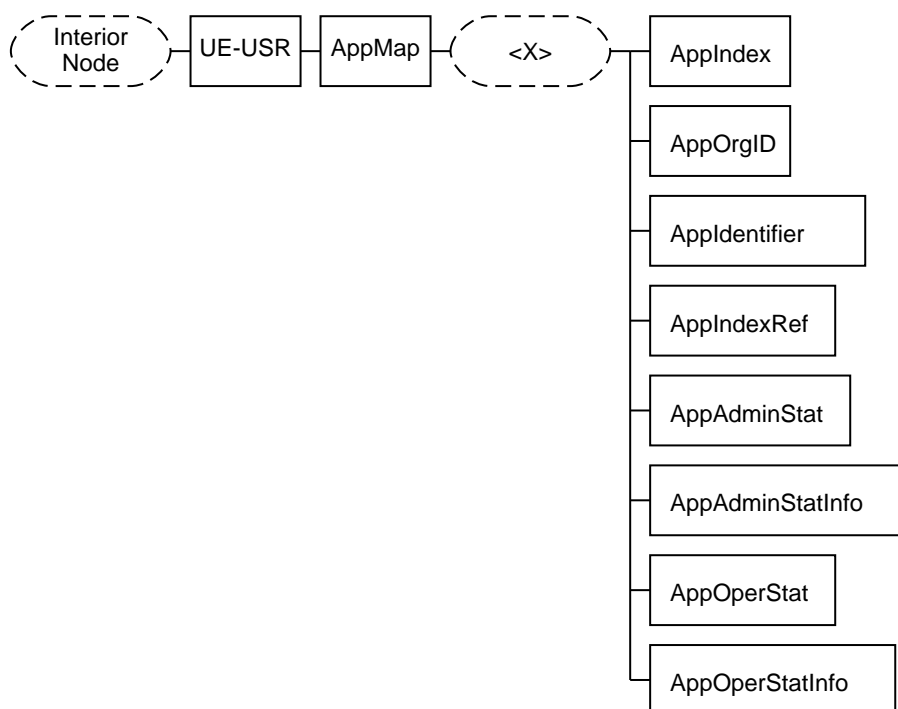 Interior
Node
UE-USR
AppMap
<X>
AppIndex
AppOrgID
AppIdentifier
AppIndexRef
AppAdminStat
AppAdminStatInfo
AppOperStat
AppOperStatInfo